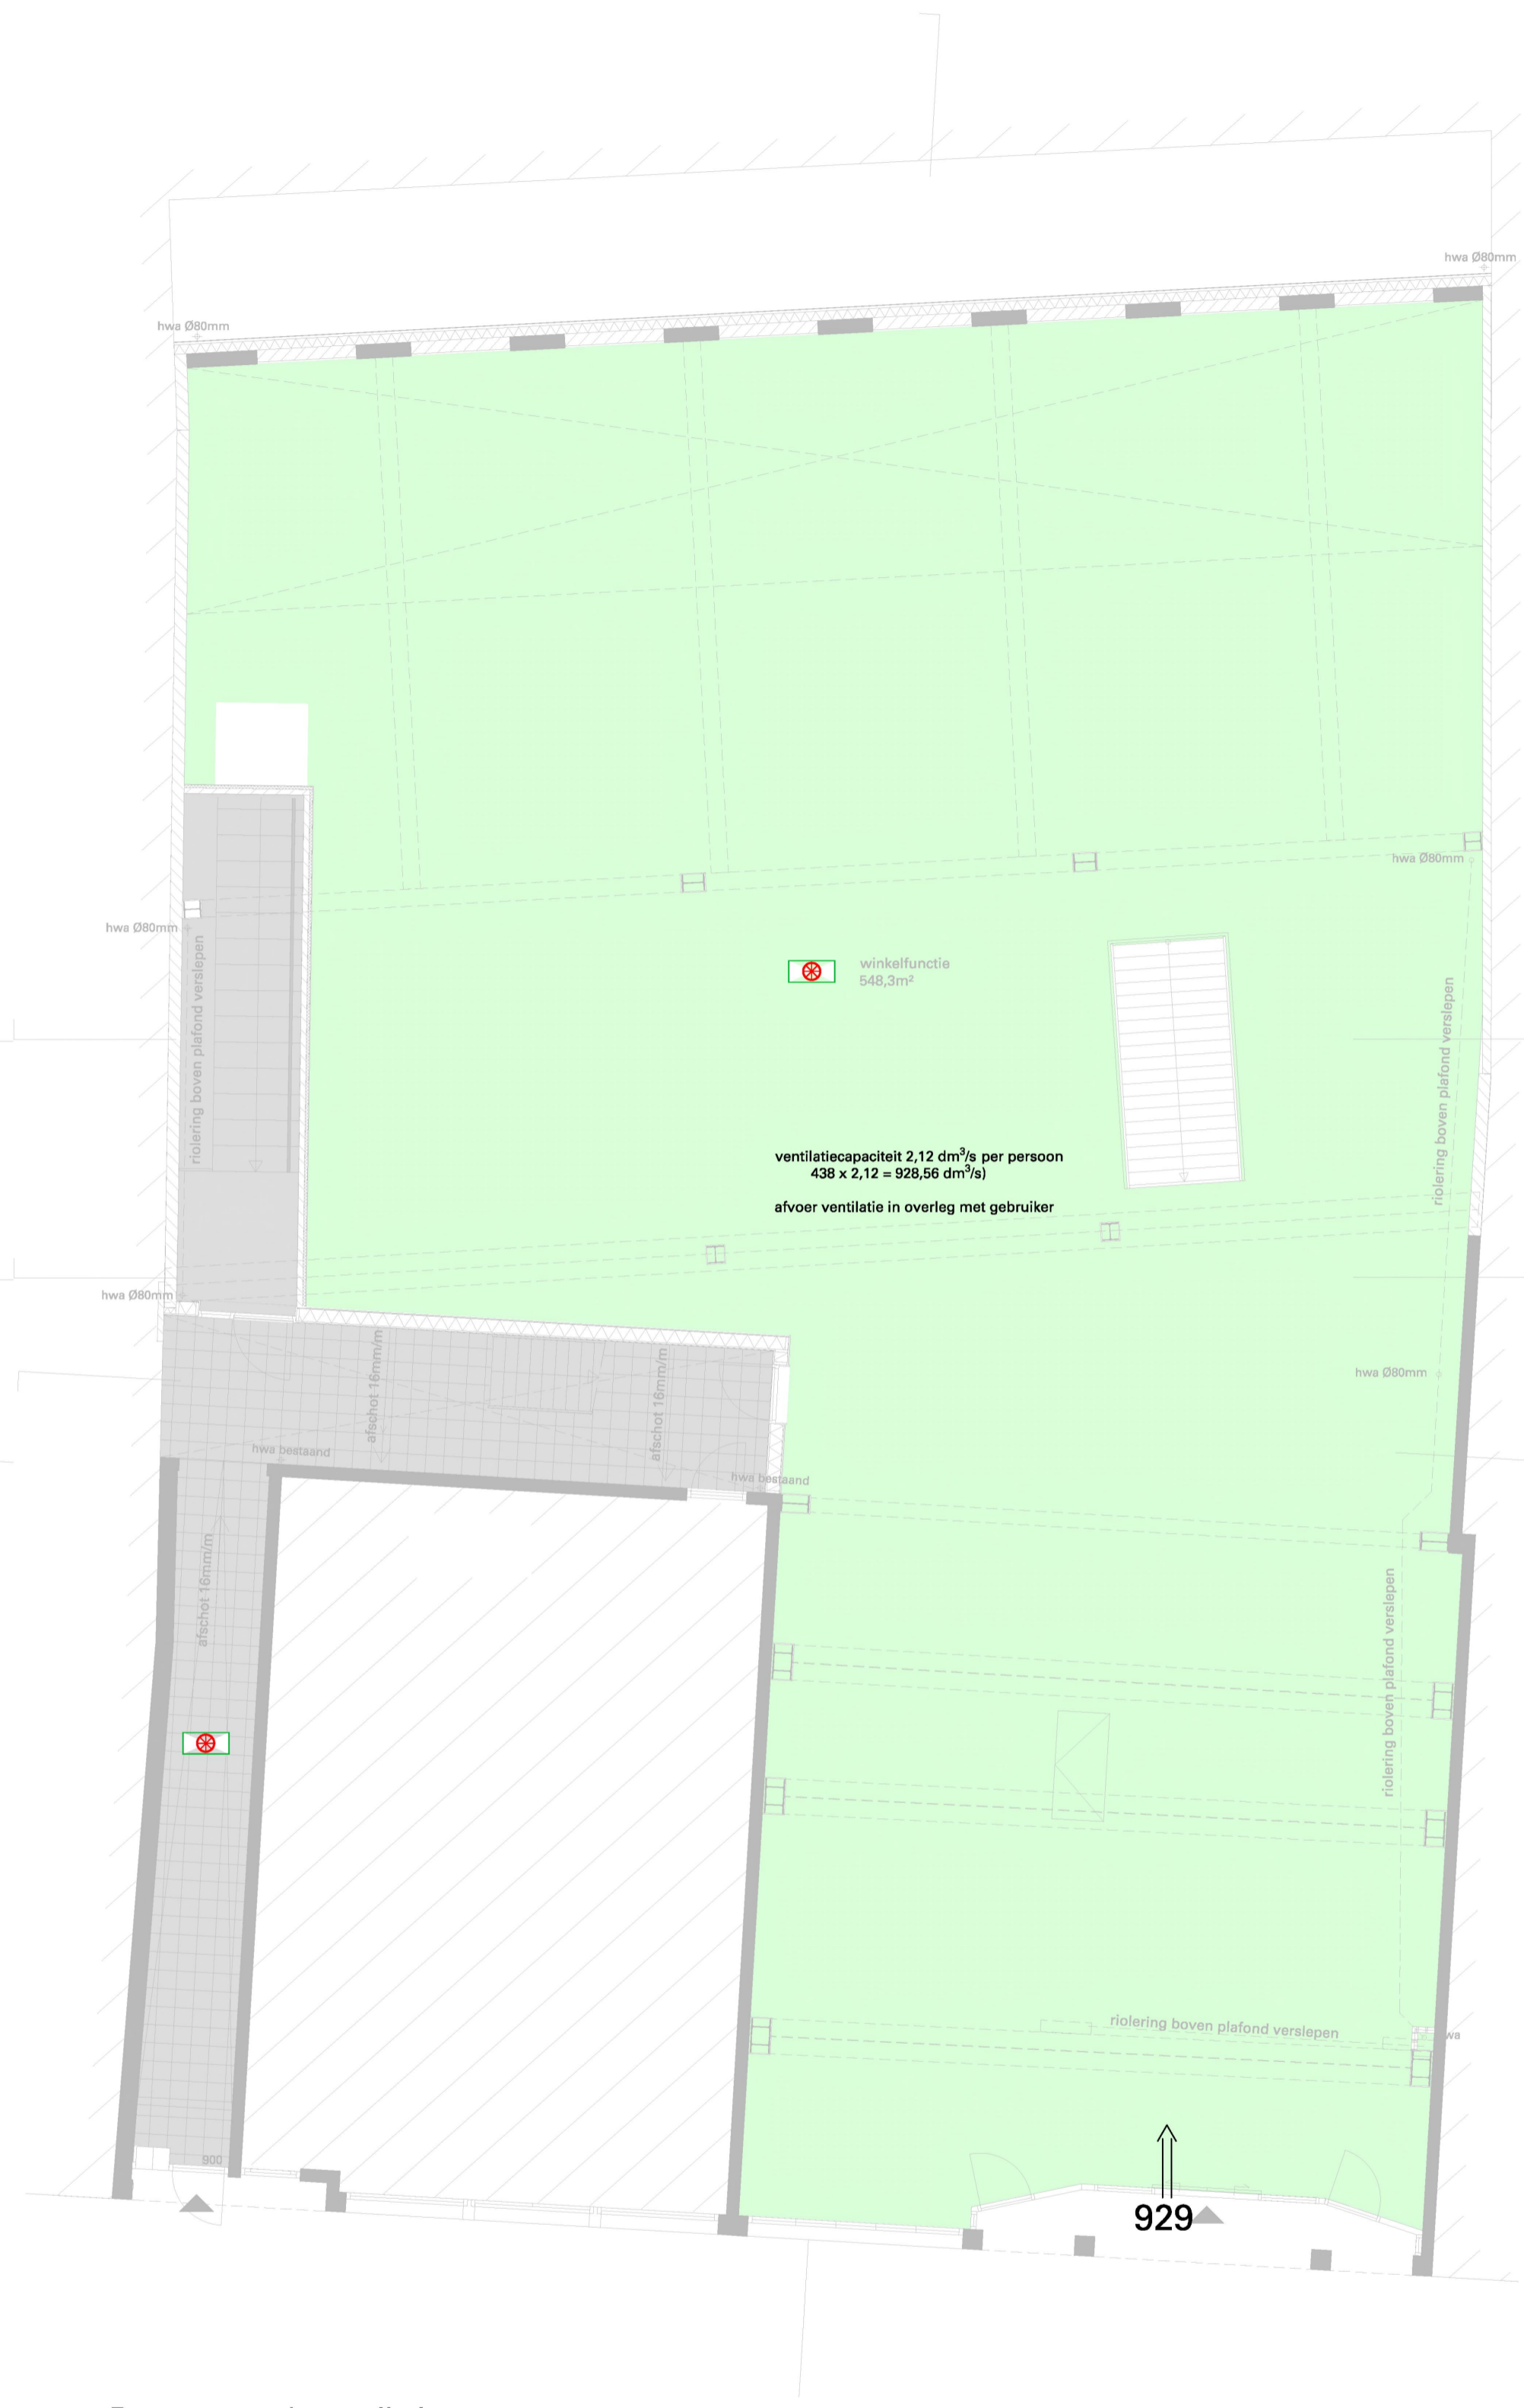 hwa Ø80mm
hwa Ø80mm
hwa Ø80mm
hwa Ø80mm
riolering boven plafond verslepen
winkelfunctie
548,3m²
riolering boven plafond verslepen
ventilatiecapaciteit 2,12 dm³/s per persoon
438 x 2,12 = 928,56 dm³/s)
afvoer ventilatie in overleg met gebruiker
hwa Ø80mm
afschot 16mm/m
afschot 16mm/m
hwa Ø80mm
hwa bestaand
hwa bestaand
afschot 16mm/m
riolering boven plafond verslepen
riolering boven plafond verslepen
wa
900
929